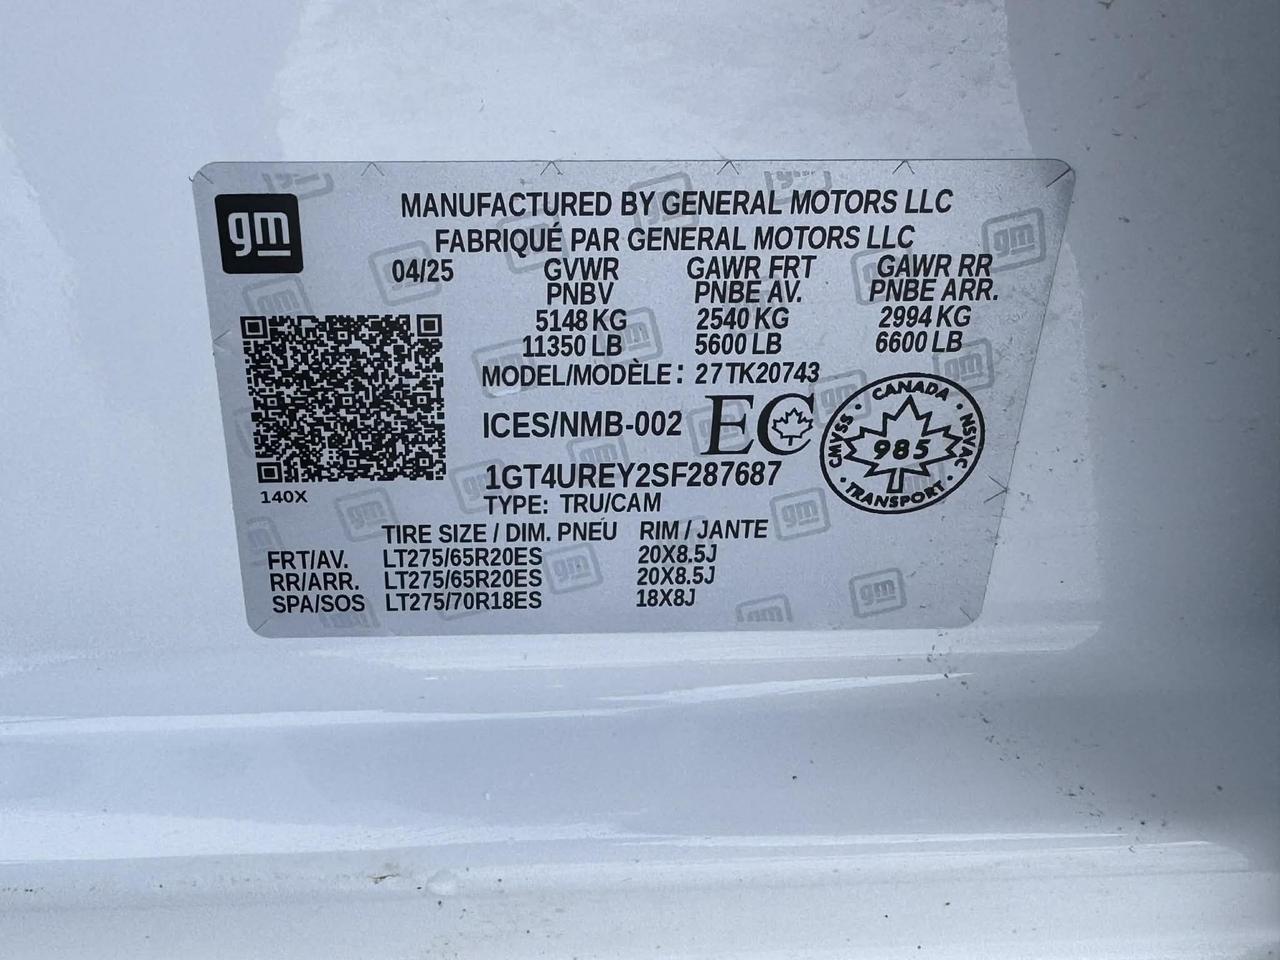 gm
MANUFACTURED BY GENERAL MOTORS LLC
FABRIQUÉ PAR GENERAL MOTORS LLC
04/25 GVWR GAWR FRT GAWR RR
PNBV PNBE AV. PNBE ARR.
5148 KG 2540 KG 2994 KG
11350 LB 5600 LB 6600 LB
MODEL/MODÈLE: 27TK20743
ICES/NMB-002 EC
CANADA
CMVSS 985 NSVAC
TRANSPORT
1GT4UREY2SF287687
140X
TYPE: TRU/CAM
TIRE SIZE / DIM. PNEU RIM / JANTE
FRT/AV. LT275/65R20ES 20X8.5J
RR/ARR. LT275/65R20ES 20X8.5J
SPA/SOS LT275/70R18ES 18X8J